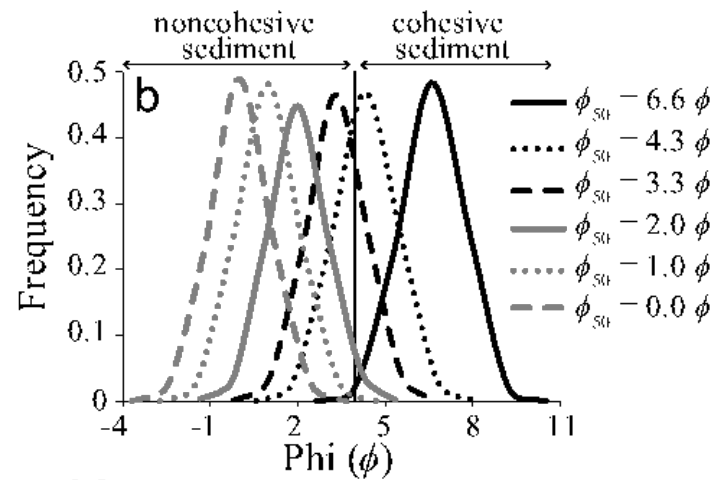 noncohesive cohesive
sediment sediment
b
0.5
0.4
0.3
0.2
0.1
0
Frequency
-4 -1 2 5 8 11
Phi (ϕ)
ϕ50 = 6.6 ϕ
ϕ50 = 4.3 ϕ
ϕ50 = 3.3 ϕ
ϕ50 = 2.0 ϕ
ϕ50 = 1.0 ϕ
ϕ50 = 0.0 ϕ